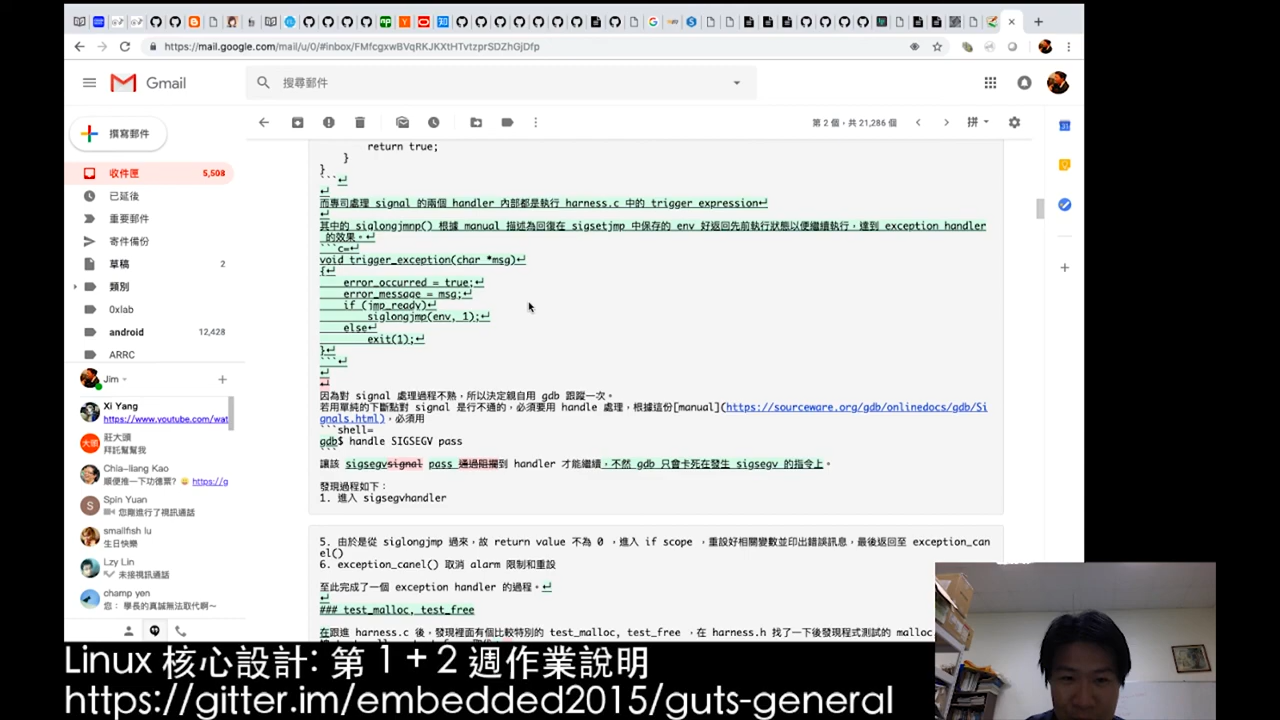 https://mail.google.com/mail/u/0/#inbox/FMfcgxwBVqRKJKXtHTvtzprSDZhGjDfp
Gmail
搜尋郵件
撰寫郵件
第 2 個，共 21,286 個
拼
收件匣 5,508
已延後
重要郵件
寄件備份
草稿 2
類別
0xlab
android 12,428
ARRC
Jim
Xi Yang
https://www.youtube.com/wat
大頭
莊大頭
拜託幫幫我
Chia-liang Kao
順便推一下功德票? https://g
S
Spin Yuan
您剛進行了視訊通話
smallfish lu
生日快樂
Lzy Lin
未接視訊通話
champ yen
您： 學長的真誠無法取代啊～
return true;
}
}
```↵
↵
而專司處理 signal 的兩個 handler 內部都是執行 harness.c 中的 trigger expression↵
↵
其中的 siglongjmnp() 根據 manual 描述為回復在 sigsetjmp 中保存的 env 好返回先前執行狀態以便繼續執行，達到 exception handler
的效果。↵
```c=↵
void trigger_exception(char *msg)↵
{↵
error_occurred = true;↵
error_message = msg;↵
if (jmp_ready)↵
siglongjmp(env, 1);↵
else↵
exit(1);↵
}↵
```↵
↵
↵
因為對 signal 處理過程不熟，所以決定親自用 gdb 跟蹤一次。
若用單純的下斷點對 signal 是行不通的，必須要用 handle 處理，根據這份[manual](https://sourceware.org/gdb/onlinedocs/gdb/Si
gnals.html)，必須用
```shell=
gdb$ handle SIGSEGV pass
```
讓該 sigsegvsignal pass 通過阻攔到 handler 才能繼續，不然 gdb 只會卡死在發生 sigsegv 的指令上。
發現過程如下：
1. 進入 sigsegvhandler
5. 由於是從 siglongjmp 過來，故 return value 不為 0 ，進入 if scope ，重設好相關變數並印出錯誤訊息，最後返回至 exception_can
el()
6. exception_canel() 取消 alarm 限制和重設
至此完成了一個 exception handler 的過程。↵
↵
### test_malloc, test_free
在跟進 harness.c 後，發現裡面有個比較特別的 test_malloc, test_free ，在 harness.h 找了一下後發現程式測試的 malloc,
Linux 核心設計: 第 1 + 2 週作業說明
https://gitter.im/embedded2015/guts-general